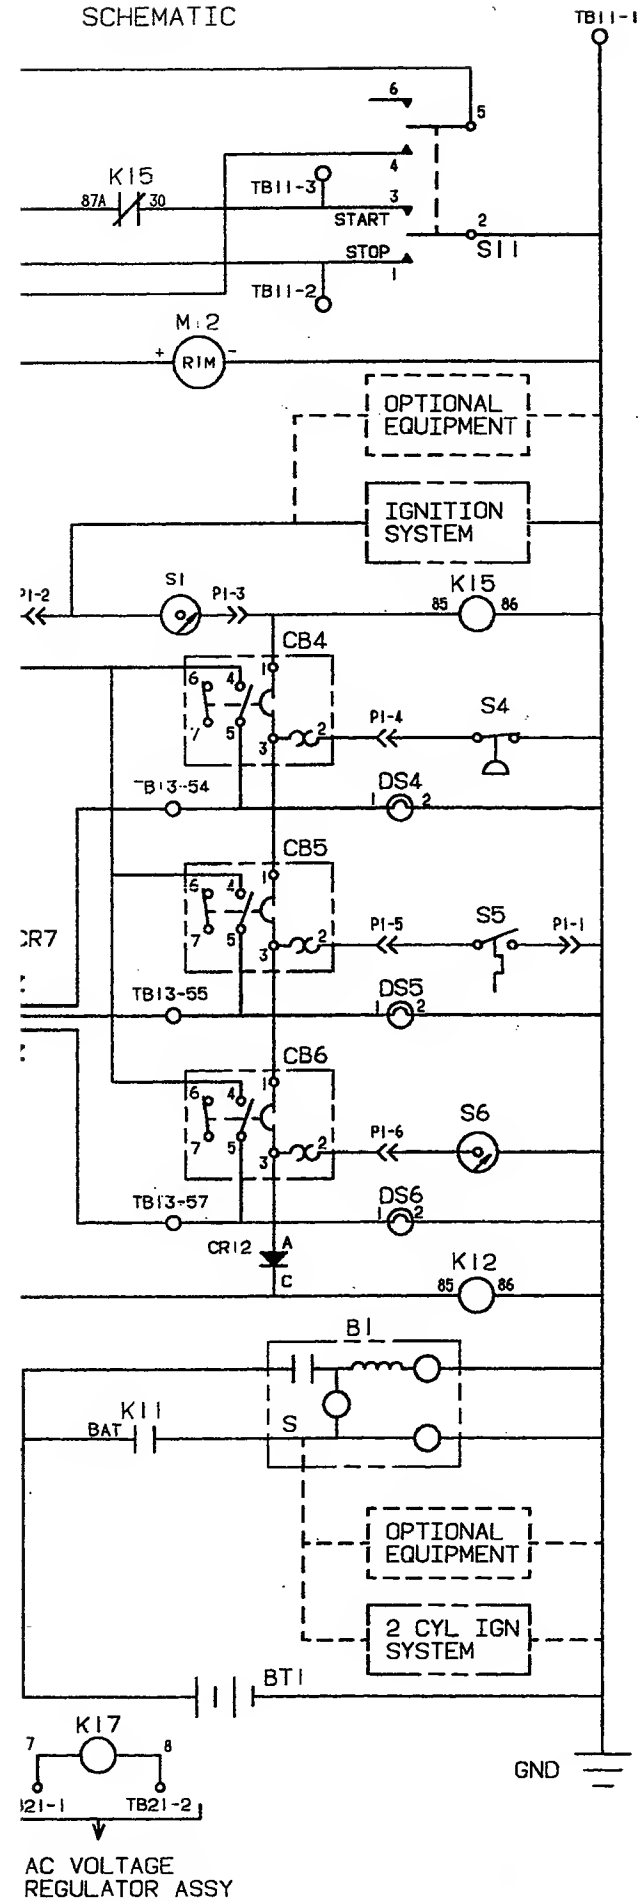 SCHEMATIC
TB11-1
6
5
K15
4
87A
30
TB11-3
3
START
2
S11
STOP
1
TB11-2
M:2
+
RTM
-
OPTIONAL
EQUIPMENT
IGNITION
SYSTEM
P1-2
S1
P1-3
K15
85
86
CB4
1
6
4
7
5
3
2
P1-4
S4
TB13-54
DS4
1
2
CB5
1
6
4
7
5
3
2
P1-5
S5
P1-1
CR7
TB13-55
DS5
1
2
CB6
1
6
4
7
5
3
2
P1-6
S6
TB13-57
DS6
1
2
CR12
A
C
K12
85
86
B1
K11
BAT
S
OPTIONAL
EQUIPMENT
2 CYL IGN
SYSTEM
BT1
K17
7
8
GND
B21-1
TB21-2
AC VOLTAGE
REGULATOR ASSY